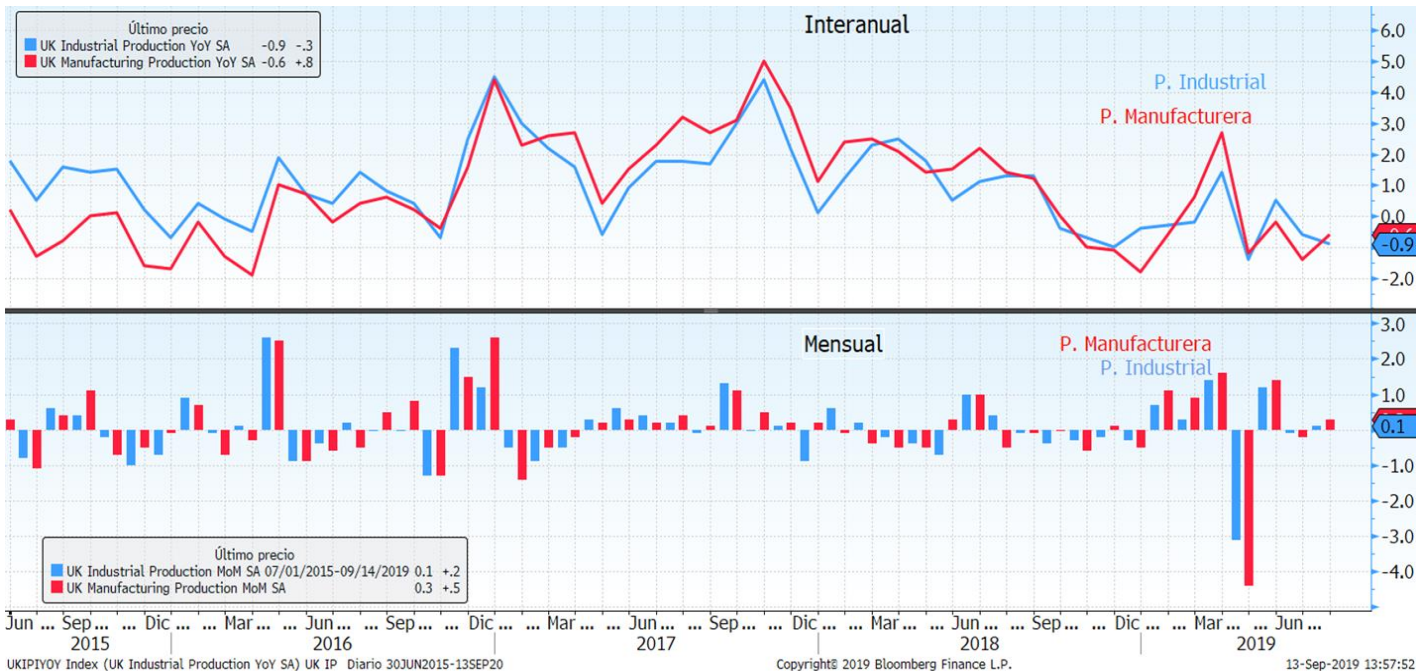 Interanual
Último precio
UK Industrial Production YoY SA -0.9 -.3
UK Manufacturing Production YoY SA -0.6 +.8
P. Industrial
P. Manufacturera
6.0
5.0
4.0
3.0
2.0
1.0
0.0
-0.9
-2.0
Mensual
P. Manufacturera
P. Industrial
3.0
2.0
1.0
0.1
-1.0
-2.0
-3.0
-4.0
Último precio
UK Industrial Production MoM SA 07/01/2015-09/14/2019 0.1 +.2
UK Manufacturing Production MoM SA 0.3 +.5
Jun ... Sep ... ... Dic ... ... Mar ... ... Jun ... ... Sep ... ... Dic ... ... Mar ... ... Jun ... ... Sep ... ... Dic ... ... Mar ... ... Jun ... ... Sep ... ... Dic ... ... Mar ... ... Jun ... ...
2015 2016 2017 2018 2019
UKIPIYOY Index (UK Industrial Production YoY SA) UK IP Diario 30JUN2015-13SEP20
Copyright© 2019 Bloomberg Finance L.P.
13-Sep-2019 13:57:52